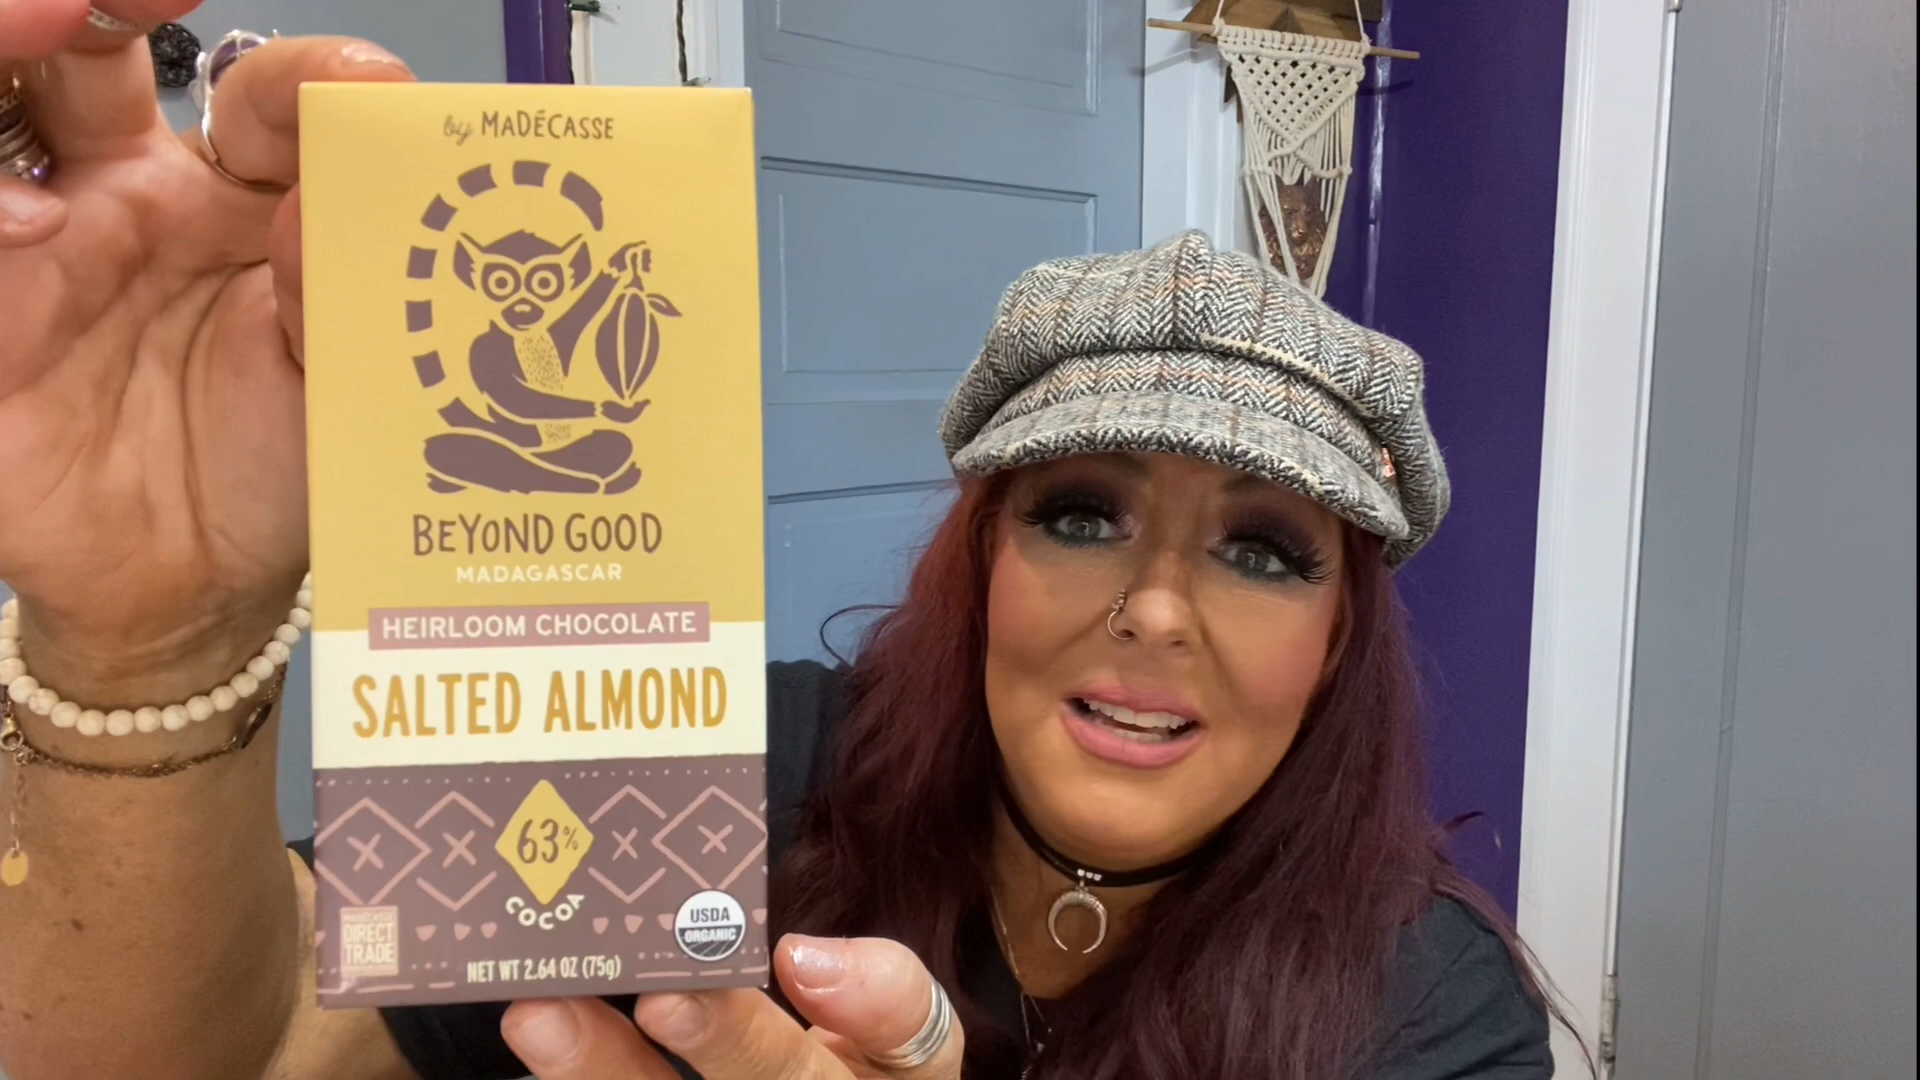 by MADÉCASSE
BEYOND GOOD
MADAGASCAR
HEIRLOOM CHOCOLATE
SALTED ALMOND
63%
COCOA
MADÉCASSE
DIRECT
TRADE
USDA
ORGANIC
NET WT 2.64 OZ (75g)